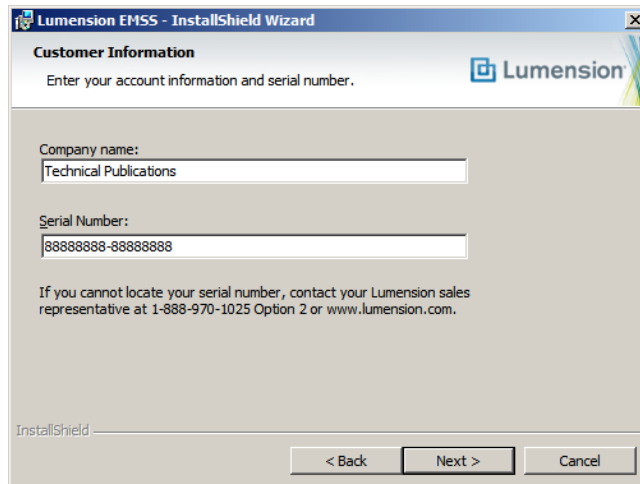 Lumension EMSS - InstallShield Wizard
Customer Information
Enter your account information and serial number.
Lumension
Company name:
Technical Publications
Serial Number:
88888888-88888888
If you cannot locate your serial number, contact your Lumension sales
representative at 1-888-970-1025 Option 2 or www.lumension.com.
InstallShield
< Back
Next >
Cancel